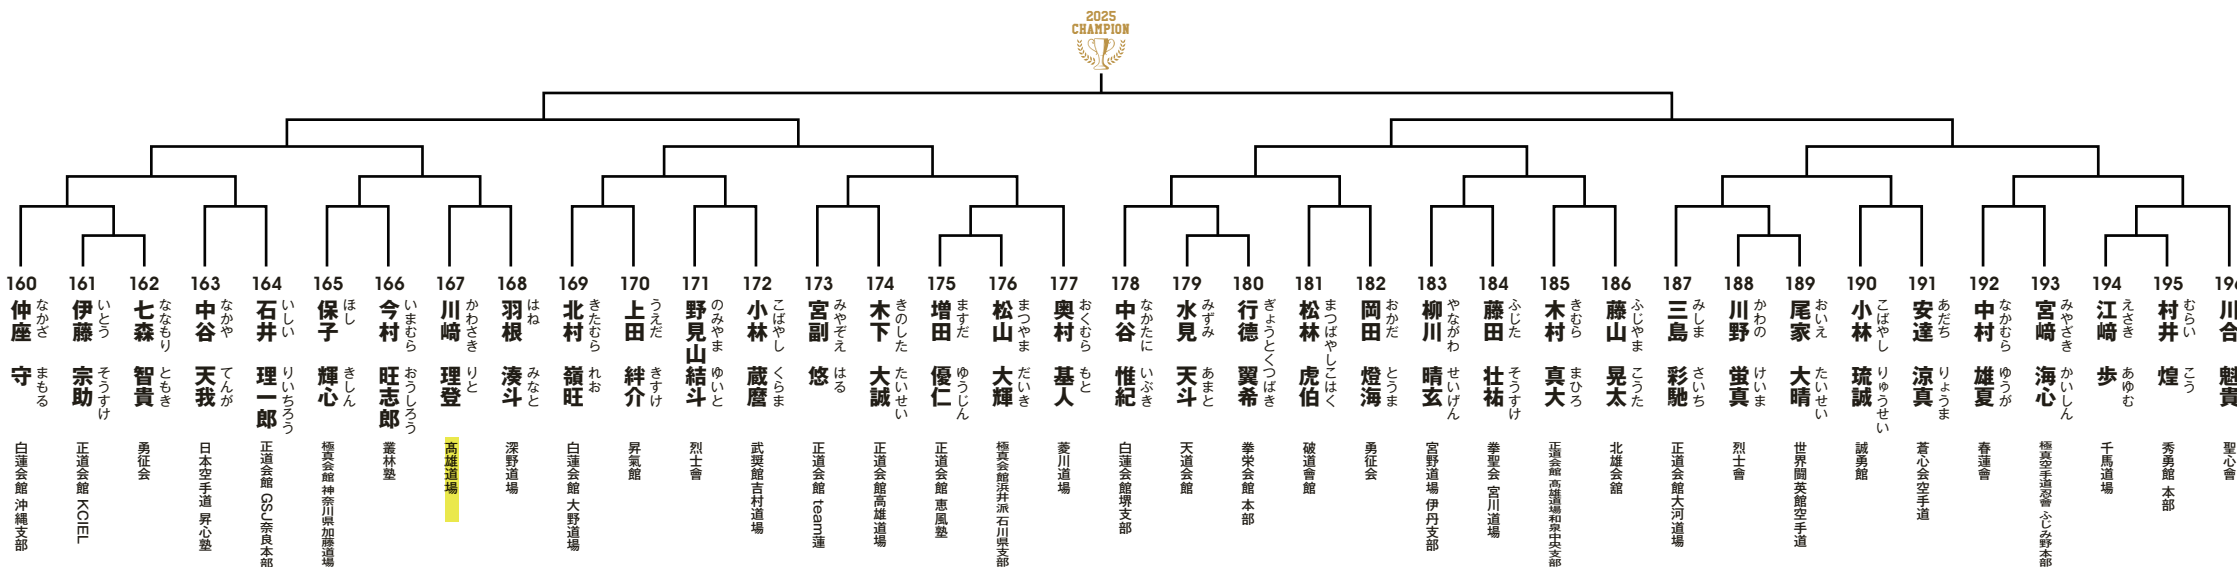 2025
CHAMPION
160
仲座 守
なかざ まもる
白蓮会館 沖縄支部
161
伊藤 宗助
いとう そうすけ
正道会館 KCIEL
162
七森 智貴
ななもり ともき
勇征会
163
中谷 天我
なかや てんが
日本空手道 昇心塾
164
石井 理一郎
いしい りいちろう
正道会館 GSJ奈良本部
165
保子 輝心
ほし きしん
極真会館 神奈川県加藤道場
166
今村 旺志郎
いまむら おうしろう
叢林塾
167
川﨑 理登
かわさき りと
髙雄道場
168
羽根 湊斗
はね みなと
深野道場
169
北村 嶺旺
きたむら れお
白蓮会館 大野道場
170
上田 絆介
うえだ きすけ
昇氣館
171
野見山 結斗
のみやま ゆいと
烈士會
172
小林 蔵麿
こばやし くらま
武奨館吉村道場
173
宮副 悠
みやぞえ はる
正道会館 team蓮
174
木下 大誠
きのした たいせい
正道会館高雄道場
175
増田 優仁
ますだ ゆうじん
正道会館 恵風塾
176
松山 大輝
まつやま だいき
極真会館浜井派 石川県支部
177
奥村 基人
おくむら もと
菱川道場
178
中谷 惟紀
なかたに いぶき
白蓮会館堺支部
179
水見 天斗
みずみ あまと
天道会館
180
行德 翼希
ぎょうとくつばき
拳栄会館 本部
181
松林 虎伯
まつばやしこはく
破道會館
182
岡田 燈海
おかだ とうま
勇征会
183
柳川 晴玄
やながわ せいげん
宮野道場 伊丹支部
184
藤田 壮祐
ふじた そうすけ
拳聖会 宮川道場
185
木村 真大
きむら まひろ
正道会館 高雄道場和泉中央支部
186
藤山 晃太
ふじやま こうた
北雄会舘
187
三島 彩馳
みしま さいち
正道会館大河道場
188
川野 蛍真
かわの けいま
烈士會
189
尾家 大晴
おいえ たいせい
世界闘英館空手道
190
小林 琉誠
こばやし りゅうせい
誠勇館
191
安達 涼真
あだち りょうま
蒼心会空手道
192
中村 雄夏
なかむら ゆうが
春蓮會
193
宮﨑 海心
みやざき かいしん
極真空手道忍會 ふじみ野本部
194
江﨑 歩
えさき あゆむ
千馬道場
195
村井 煌
むらい こう
秀勇館 本部
196
川合 魁貴
聖心會